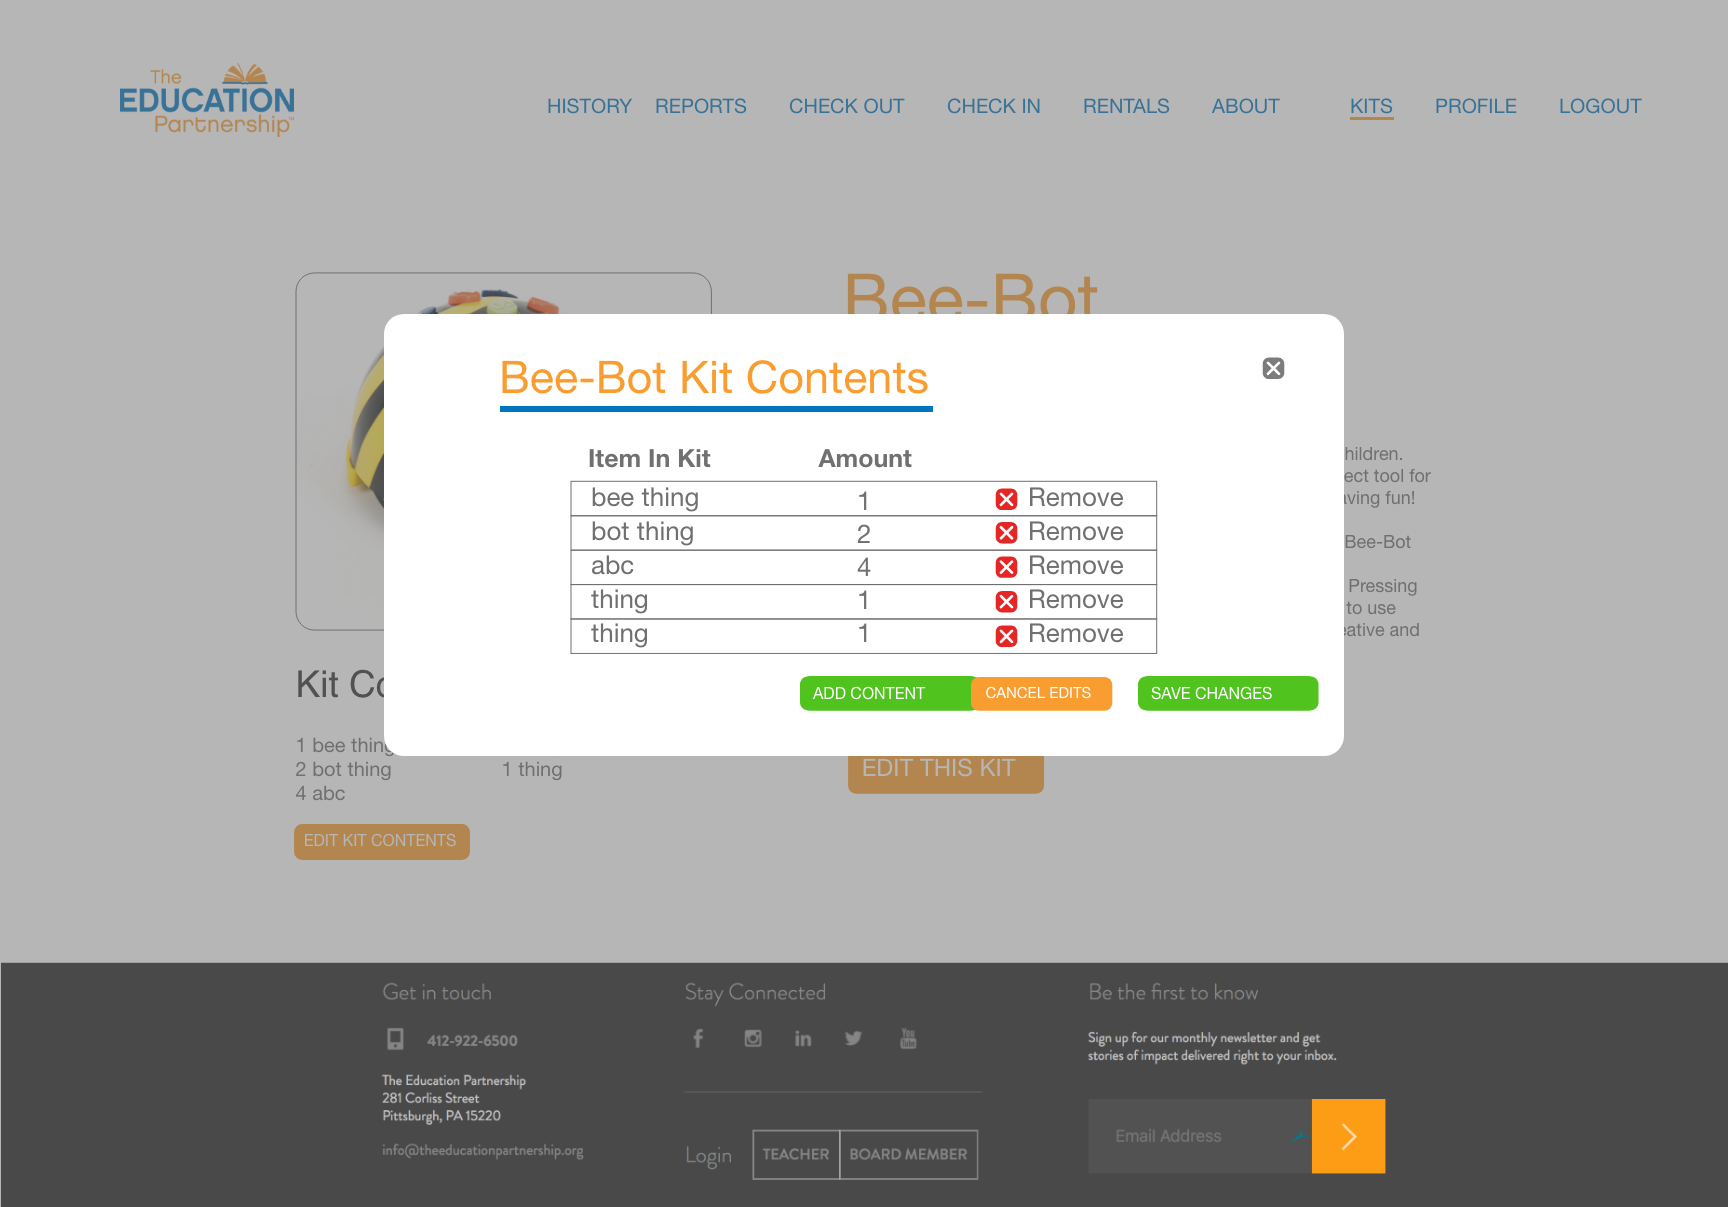 The
EDUCATION
Partnership™
HISTORY REPORTS CHECK OUT CHECK IN RENTALS ABOUT KITS PROFILE LOGOUT
Bee-Bot
Bee-Bot Kit Contents
Item In Kit Amount
bee thing 1 Remove
bot thing 2 Remove
abc 4 Remove
thing 1 Remove
thing 1 Remove
ADD CONTENT CANCEL EDITS SAVE CHANGES
hildren.
ect tool for
aving fun!
Bee-Bot
Pressing
to use
eative and
Kit Co
1 bee thing
2 bot thing 1 thing
4 abc
EDIT KIT CONTENTS
EDIT THIS KIT
Get in touch
412-922-6500
The Education Partnership
281 Corliss Street
Pittsburgh, PA 15220
info@theeducationpartnership.org
Stay Connected
You
Tube
Login TEACHER BOARD MEMBER
Be the first to know
Sign up for our monthly newsletter and get
stories of impact delivered right to your inbox.
Email Address